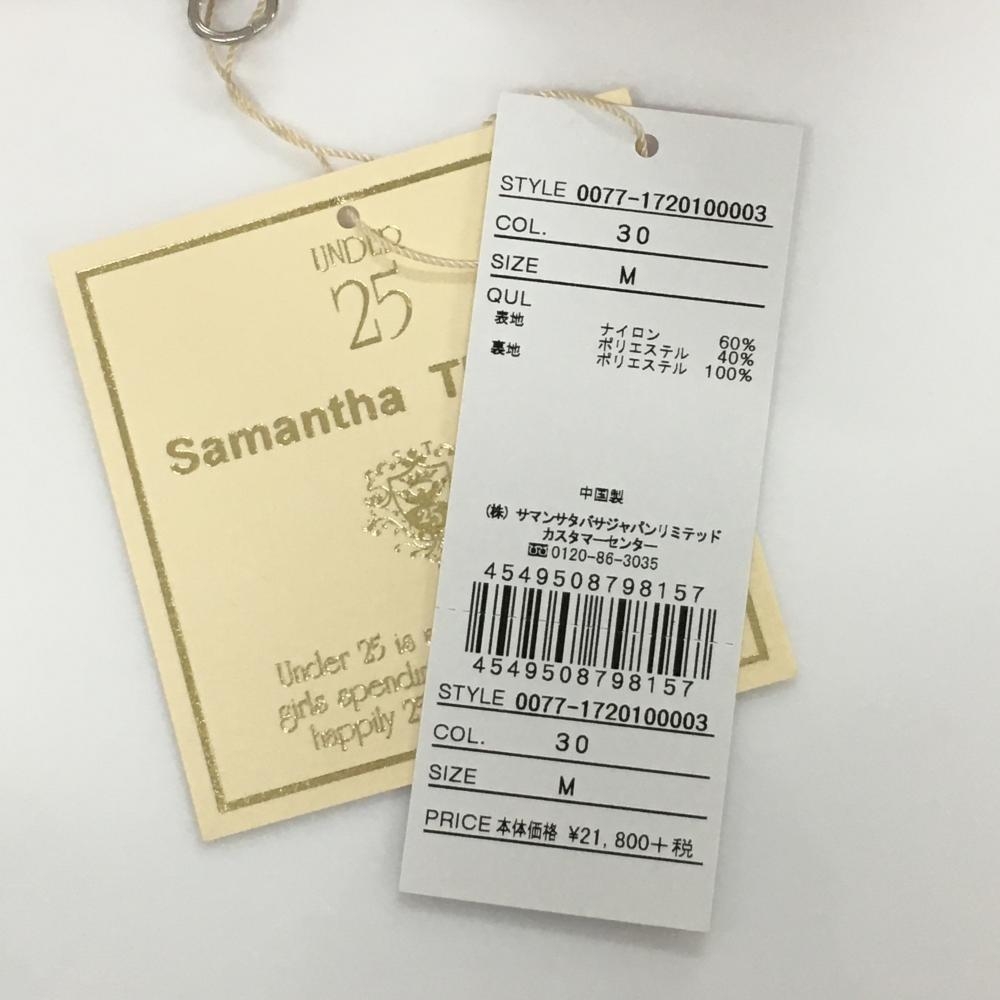 UNDER
25
Samantha
Under 25 is
girls
happily
STYLE 0077-1720100003
COL. 30
SIZE M
QUL
表地 ナイロン 60%
ポリエステル 40%
裏地 ポリエステル 100%
中国製
(株) サマンサタバサジャパンリミテッド
カスタマーセンター
0120-86-3035
4549508798157
4549508798157
STYLE 0077-1720100003
COL. 30
SIZE M
PRICE 本体価格 ¥21,800+税